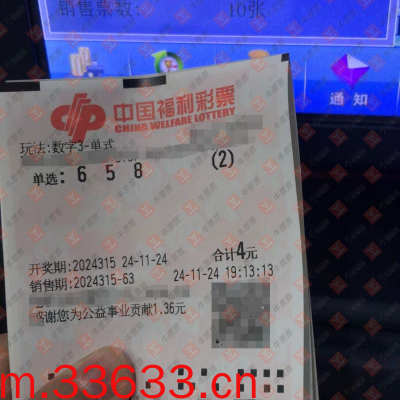 销售票数: 10张
通知
中国福利彩票
CHINA WELFARE LOTTERY
玩法:数字3-单式
单选: 6 5 8 (2)
开奖期:2024315 24-11-24 合计4元
销售期:2024315-63 24-11-24 19:13:13
感谢您为公益事业贡献1.36元
m.33633.cn